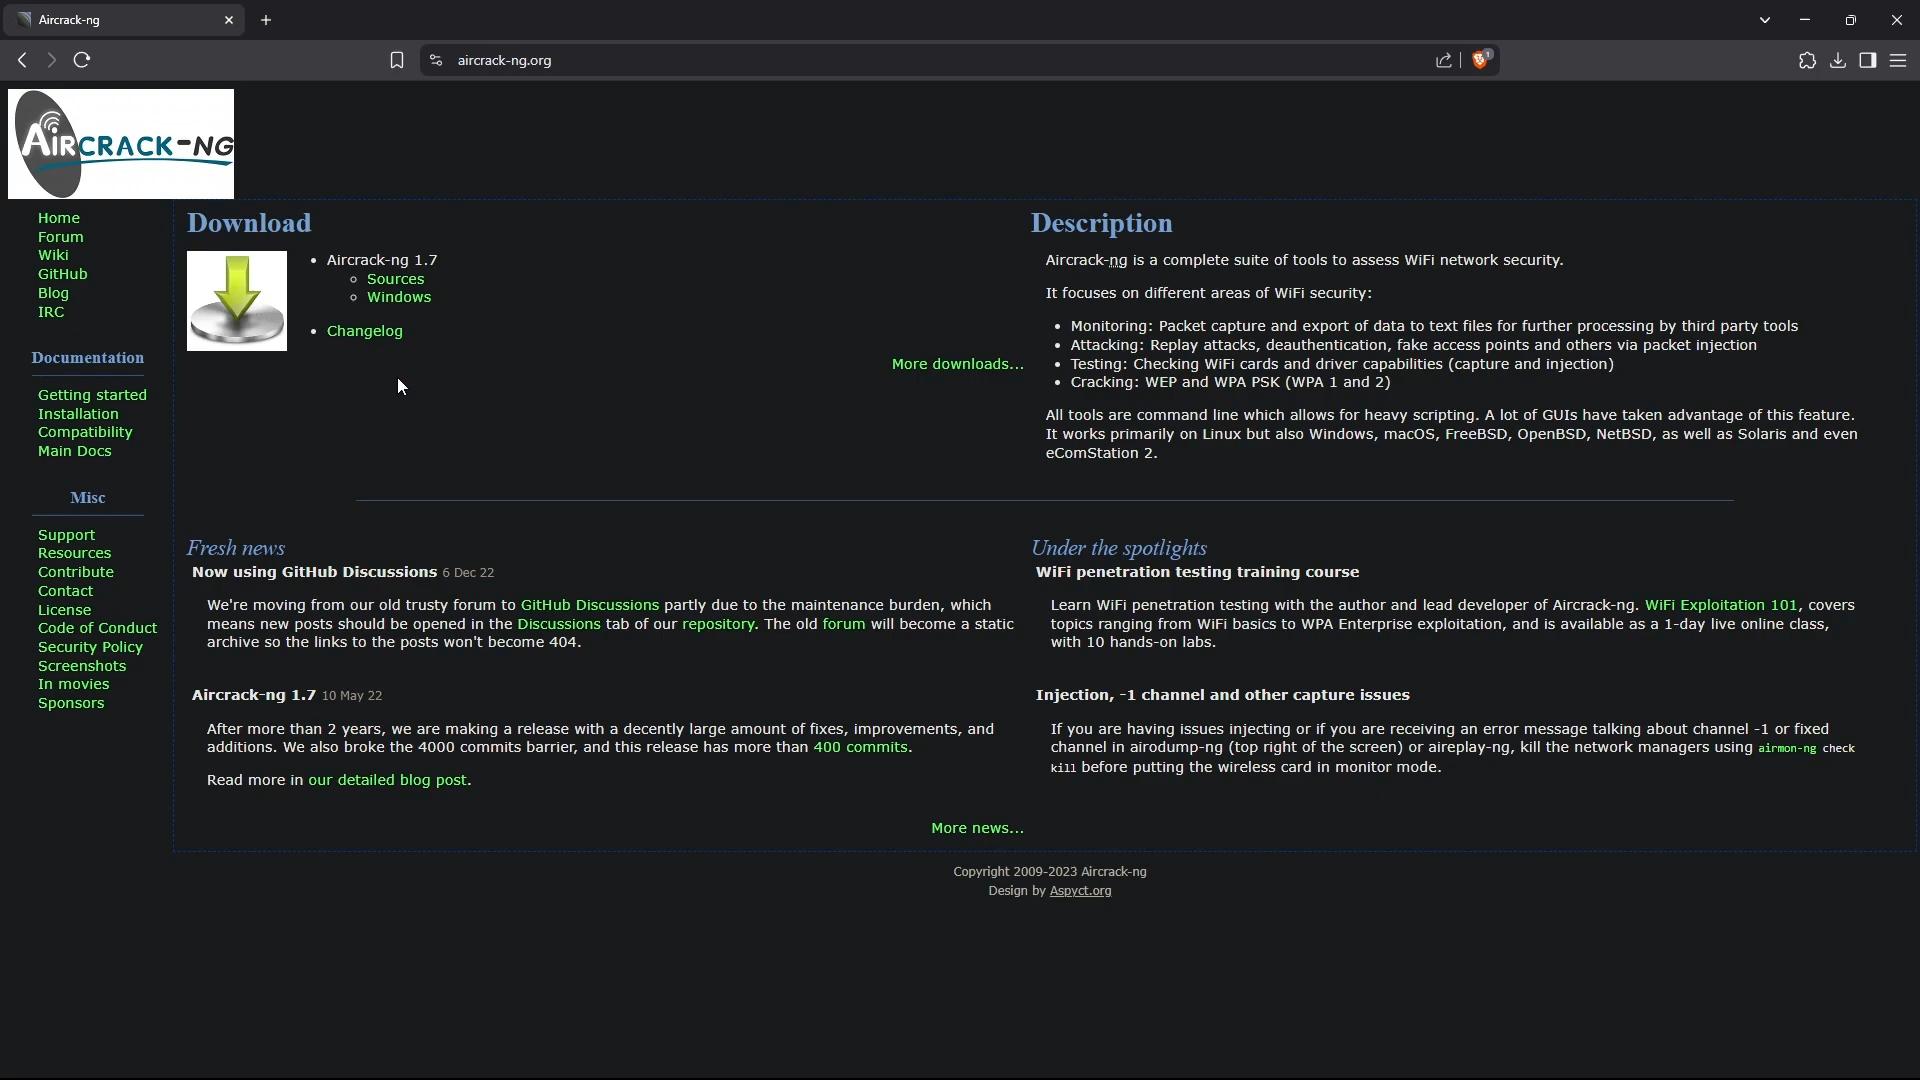 Aircrack-ng
aircrack-ng.org
1
AIRCRACK-NG
Home
Forum
Wiki
GitHub
Blog
IRC
Documentation
Getting started
Installation
Compatibility
Main Docs
Misc
Support
Resources
Contribute
Contact
License
Code of Conduct
Security Policy
Screenshots
In movies
Sponsors
Download
Aircrack-ng 1.7
Sources
Windows
Changelog
More downloads...
Description
Aircrack-ng is a complete suite of tools to assess WiFi network security.
It focuses on different areas of WiFi security:
Monitoring: Packet capture and export of data to text files for further processing by third party tools
Attacking: Replay attacks, deauthentication, fake access points and others via packet injection
Testing: Checking WiFi cards and driver capabilities (capture and injection)
Cracking: WEP and WPA PSK (WPA 1 and 2)
All tools are command line which allows for heavy scripting. A lot of GUIs have taken advantage of this feature.
It works primarily on Linux but also Windows, macOS, FreeBSD, OpenBSD, NetBSD, as well as Solaris and even
eComStation 2.
Fresh news
Now using GitHub Discussions 6 Dec 22
We're moving from our old trusty forum to GitHub Discussions partly due to the maintenance burden, which
means new posts should be opened in the Discussions tab of our repository. The old forum will become a static
archive so the links to the posts won't become 404.
Aircrack-ng 1.7 10 May 22
After more than 2 years, we are making a release with a decently large amount of fixes, improvements, and
additions. We also broke the 4000 commits barrier, and this release has more than 400 commits.
Read more in our detailed blog post.
More news...
Under the spotlights
WiFi penetration testing training course
Learn WiFi penetration testing with the author and lead developer of Aircrack-ng. WiFi Exploitation 101, covers
topics ranging from WiFi basics to WPA Enterprise exploitation, and is available as a 1-day live online class,
with 10 hands-on labs.
Injection, -1 channel and other capture issues
If you are having issues injecting or if you are receiving an error message talking about channel -1 or fixed
channel in airodump-ng (top right of the screen) or aireplay-ng, kill the network managers using airmon-ng check
kill before putting the wireless card in monitor mode.
Copyright 2009-2023 Aircrack-ng
Design by Aspyct.org